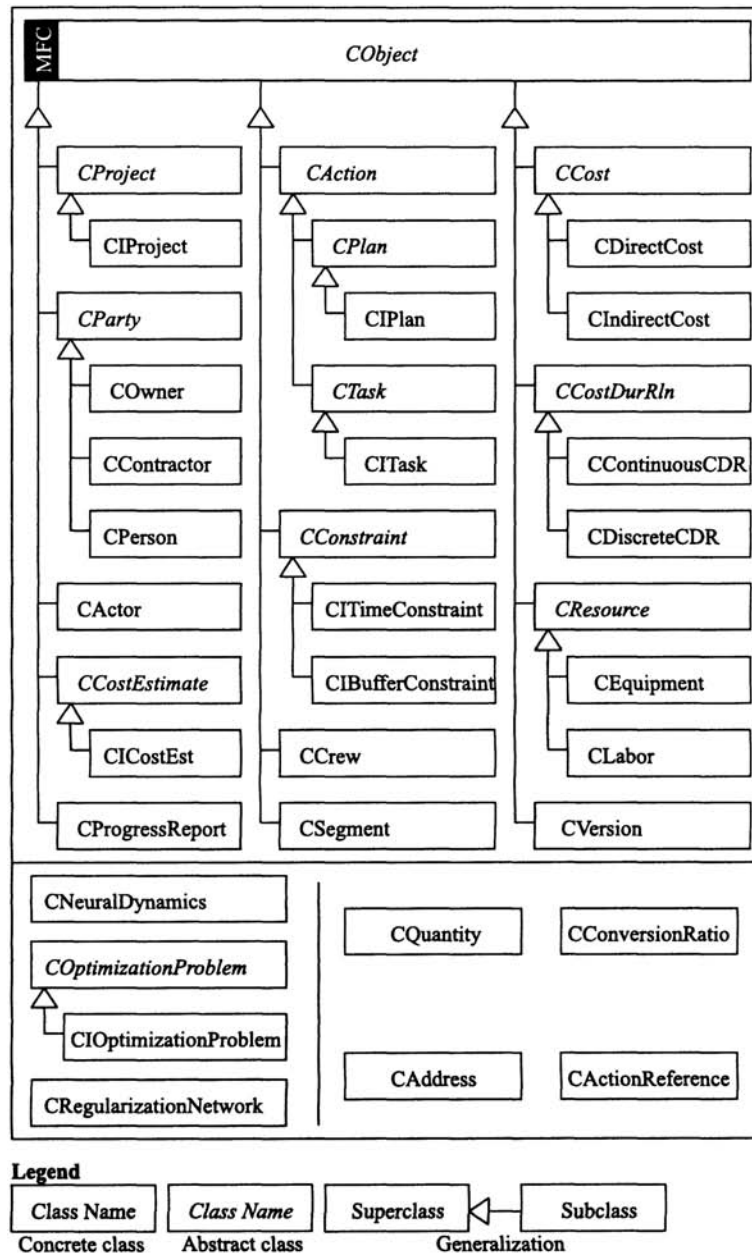 MFC
CObject
CProject
CIProject
CParty
COwner
CContractor
CPerson
CActor
CCostEstimate
CICostEst
CProgressReport
CAction
CPlan
CIPlan
CTask
CITask
CConstraint
CITimeConstraint
CIBufferConstraint
CCrew
CSegment
CCost
CDirectCost
CIndirectCost
CCostDurRln
CContinuousCDR
CDiscreteCDR
CResource
CEquipment
CLabor
CVersion
CNeuralDynamics
COptimizationProblem
CIOptimizationProblem
CRegularizationNetwork
CQuantity
CConversionRatio
CAddress
CActionReference
Legend
Class Name
Concrete class
Class Name
Abstract class
Superclass
Subclass
Generalization